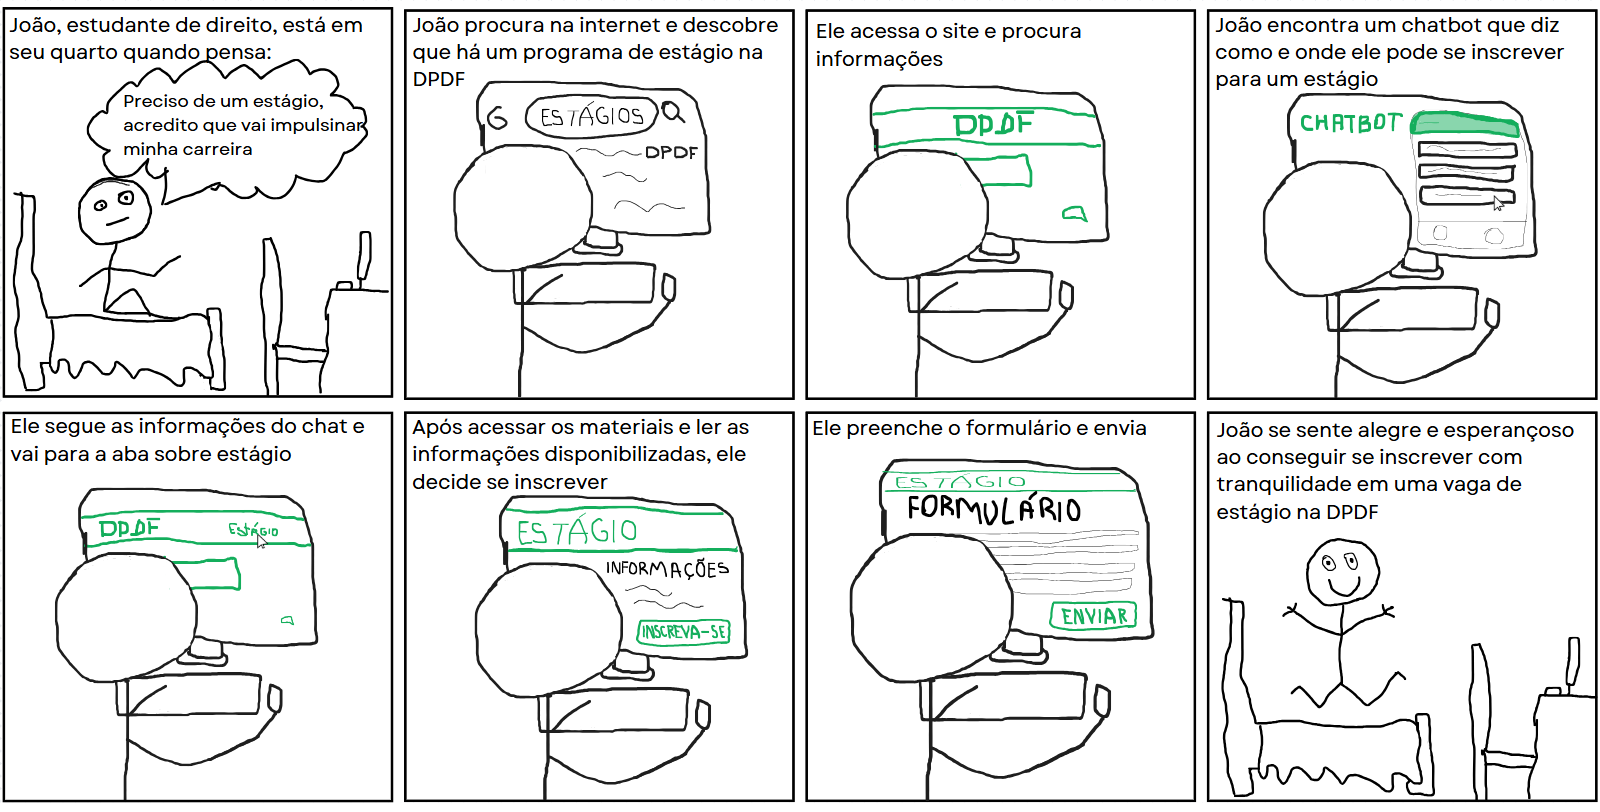 João, estudante de direito, está em
seu quarto quando pensa:
Preciso de um estágio,
acredito que vai impulsinar
minha carreira
João procura na internet e descobre
que há um programa de estágio na
DPDF
G
ESTÁGIOS
DPDF
Ele acessa o site e procura
informações
DPDF
João encontra um chatbot que diz
como e onde ele pode se inscrever
para um estágio
CHATBOT
Ele segue as informações do chat e
vai para a aba sobre estágio
DPDF
EStÁGIO
Após acessar os materiais e ler as
informações disponibilizadas, ele
decide se inscrever
ESTÁGIO
INFORMAÇÕES
INSCREVA-SE
Ele preenche o formulário e envia
ESTÁGIO
FORMULÁRIO
ENVIAR
João se sente alegre e esperançoso
ao conseguir se inscrever com
tranquilidade em uma vaga de
estágio na DPDF